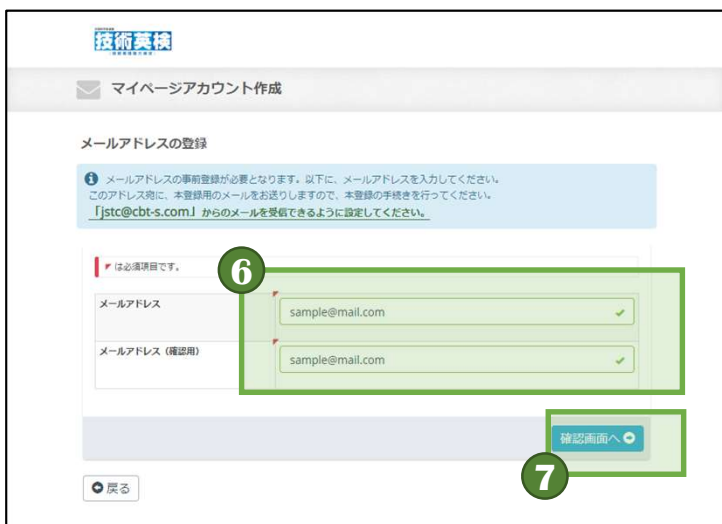 技術英検
マイページアカウント作成
メールアドレスの登録
メールアドレスの事前登録が必要となります。以下に、メールアドレスを入力してください。
このアドレス宛に、本登録用のメールをお送りしますので、本登録の手続きを行ってください。
「jstc@cbt-s.com」からのメールを受信できるように設定してください。
は必須項目です。
6
メールアドレス
sample@mail.com
メールアドレス（確認用）
sample@mail.com
確認画面へ
7
戻る